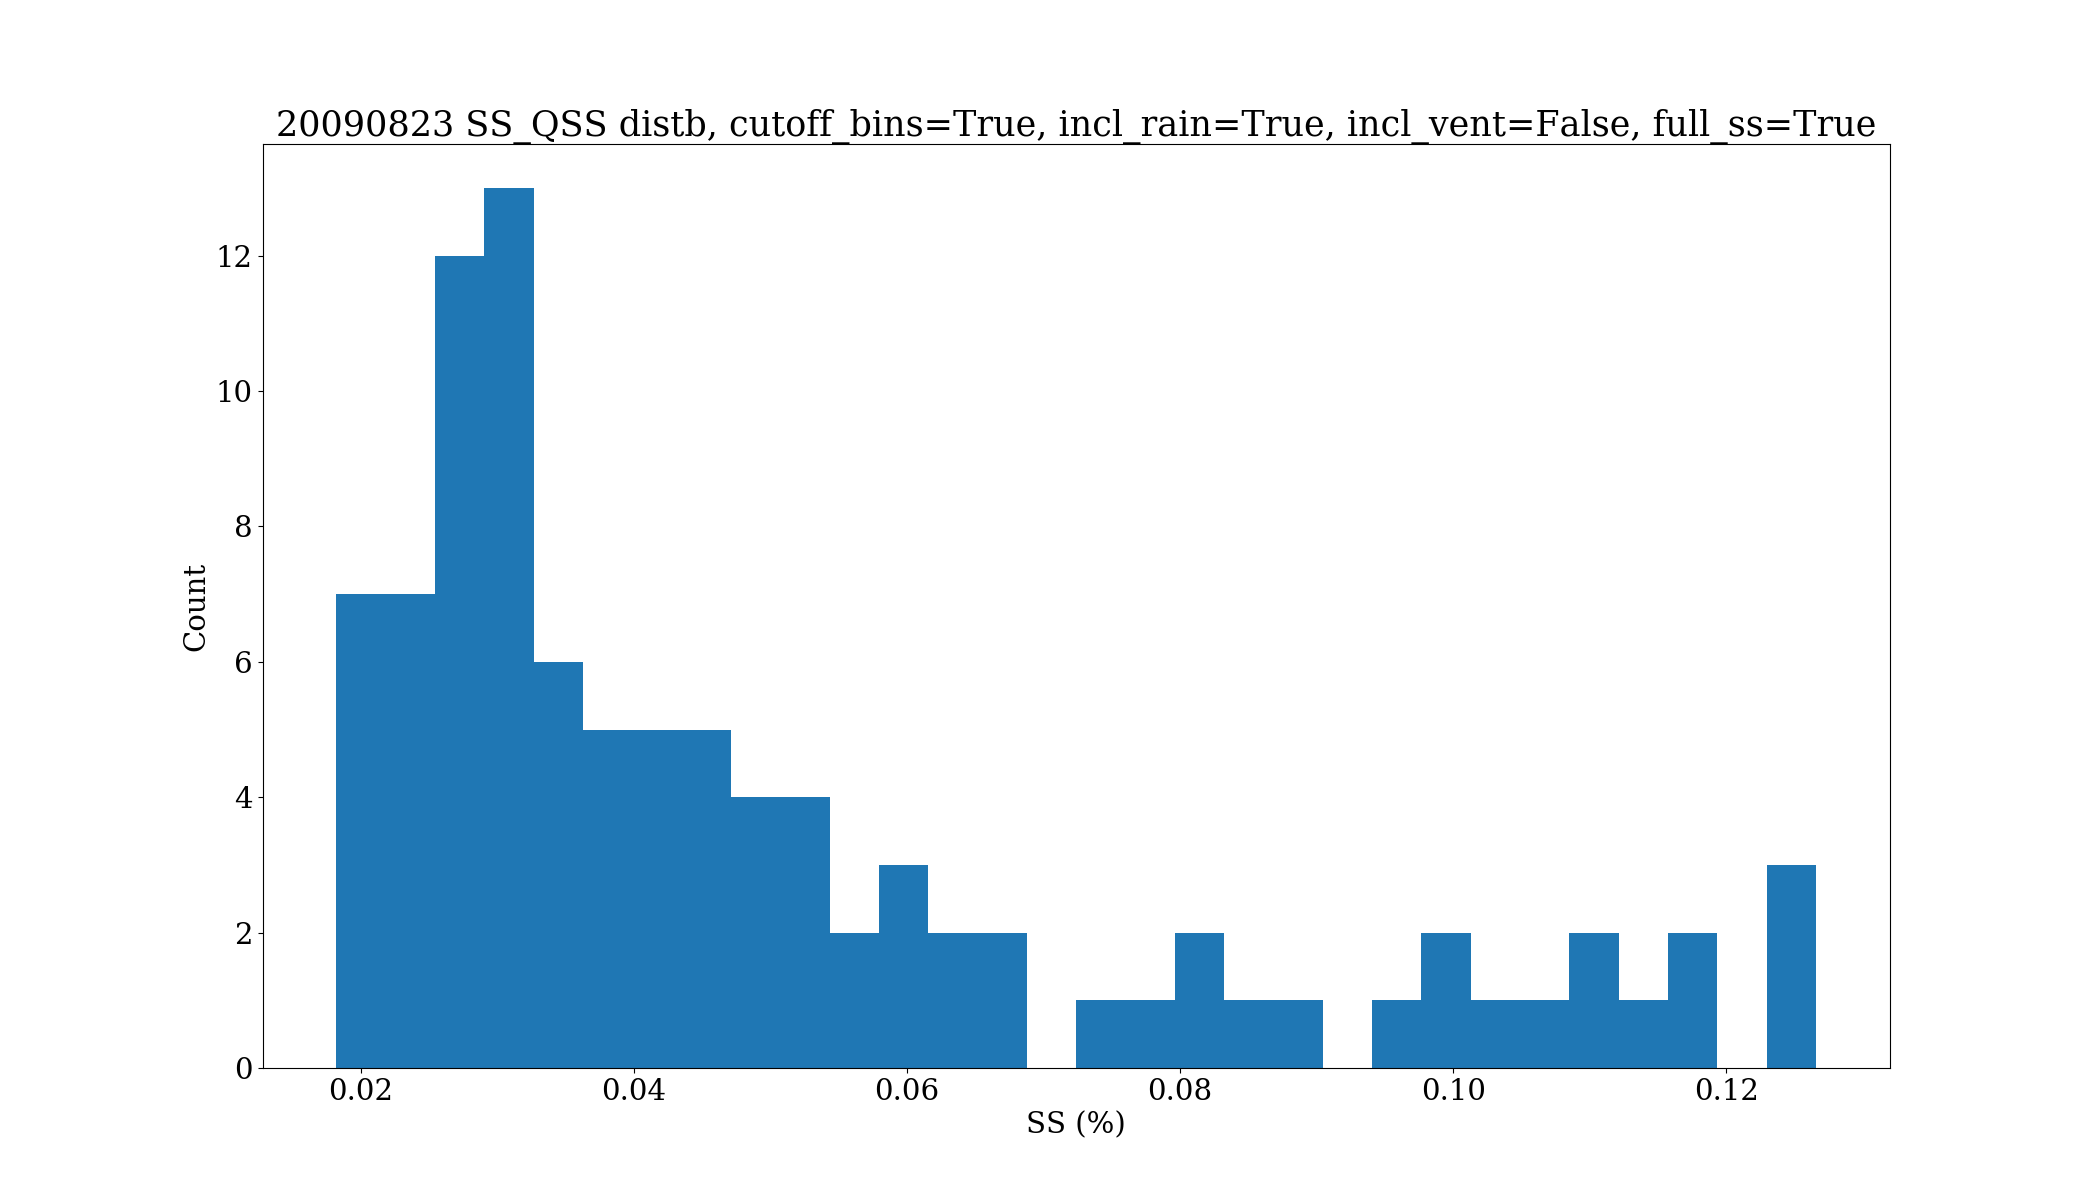 20090823 SS_QSS distb, cutoff_bins=True, incl_rain=True, incl_vent=False, full_ss=True
12
10
8
6
4
2
0
Count
0.02 0.04 0.06 0.08 0.10 0.12
SS (%)